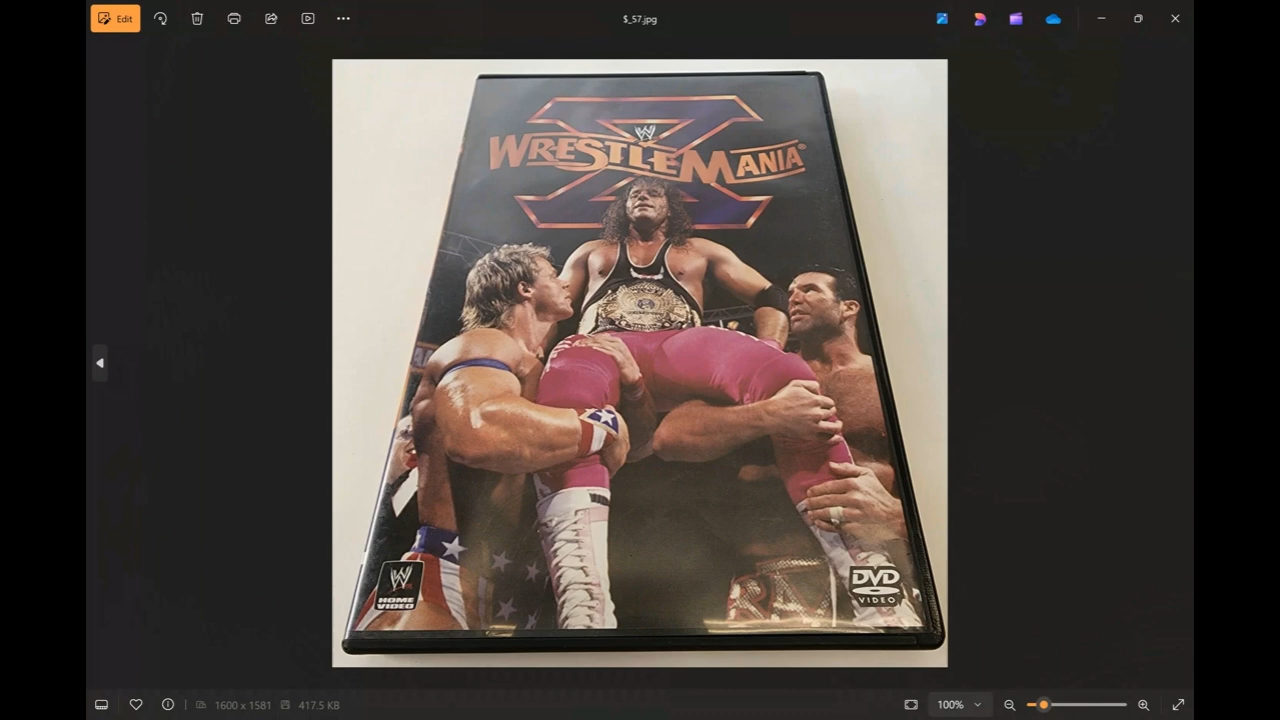 Edit
$_57.jpg
W
WRESTLEMANIA®
W
HOME
VIDEO
DVD
VIDEO
1600 x 1581
417.5 KB
100%